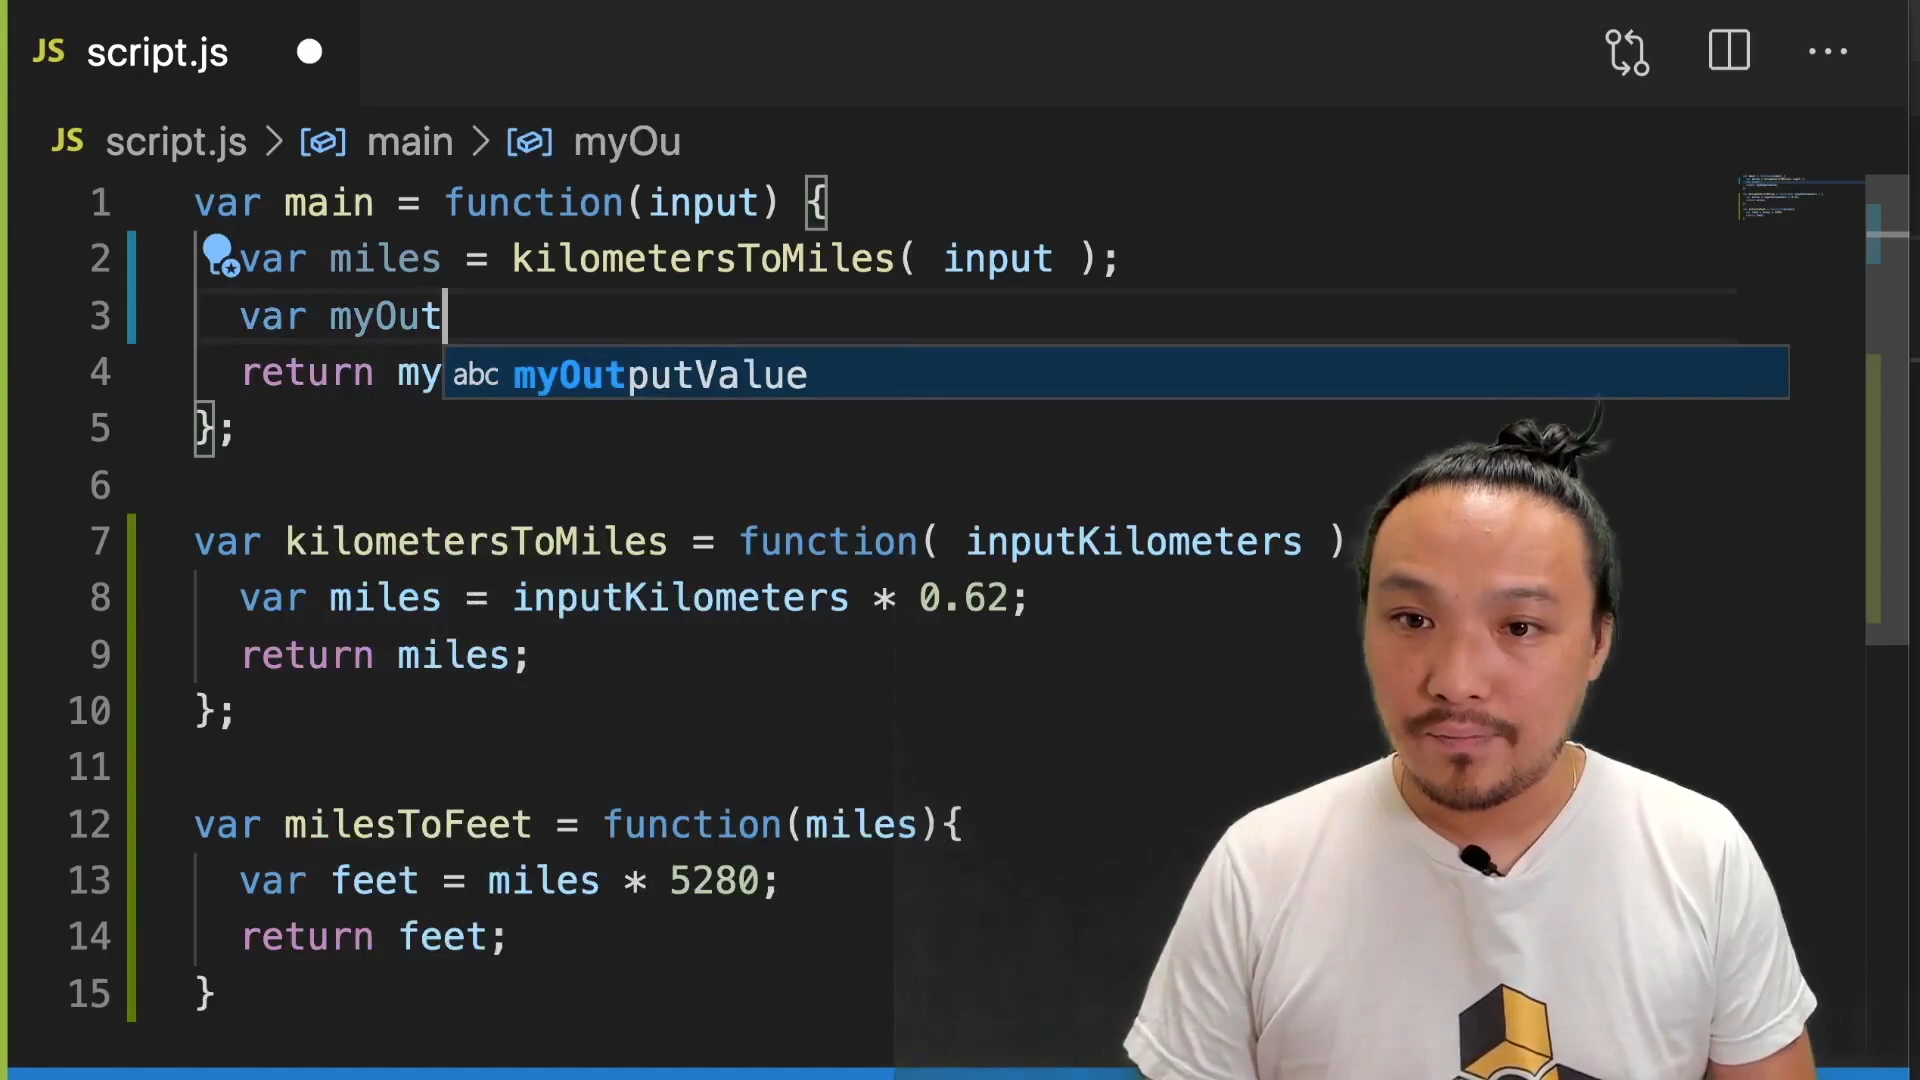 JS script.js
JS script.js > main > myOu
1 var main = function(input) {
2 var miles = kilometersToMiles( input );
3 var myOut
abc myOutputValue
4 return my
5 };
6
7 var kilometersToMiles = function( inputKilometers )
8 var miles = inputKilometers * 0.62;
9 return miles;
10 };
11
12 var milesToFeet = function(miles){
13 var feet = miles * 5280;
14 return feet;
15 }